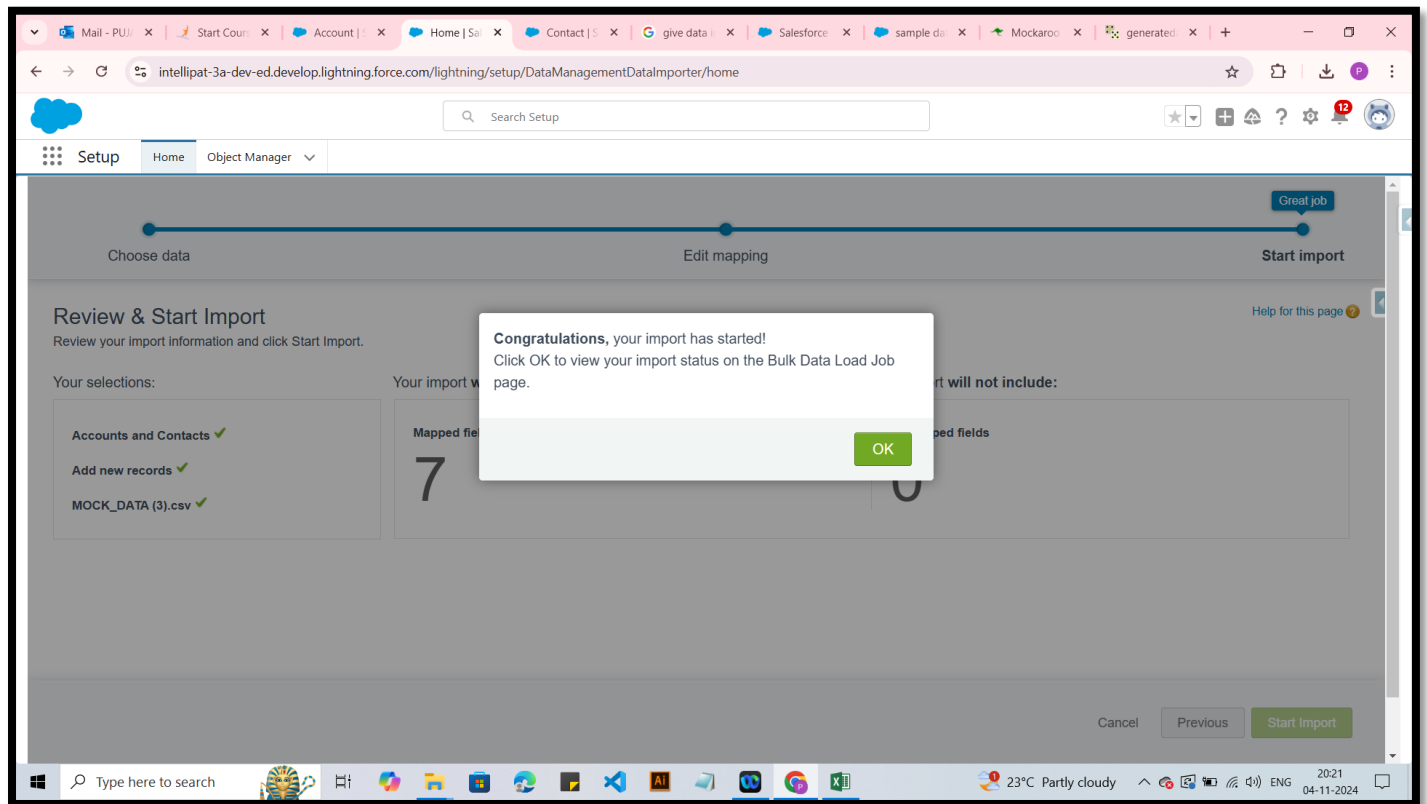 Mail - PUJ
Start Cours
Account | S
Home | Sal
Contact | S
give data i
Salesforce
sample da
Mockaroo
generated.
intellipat-3a-dev-ed.develop.lightning.force.com/lightning/setup/DataManagementDataImporter/home
P
Search Setup
12
Setup
Home
Object Manager
Great job
Choose data
Edit mapping
Start import
Review & Start Import
Help for this page
Review your import information and click Start Import.
Congratulations, your import has started!
Click OK to view your import status on the Bulk Data Load Job
page.
OK
Your selections:
Your import w
rt will not include:
Accounts and Contacts
Add new records
MOCK_DATA (3).csv
Mapped fie
7
ped fields
0
Cancel
Previous
Start Import
Type here to search
Ai
23°C Partly cloudy
ENG
20:21
04-11-2024